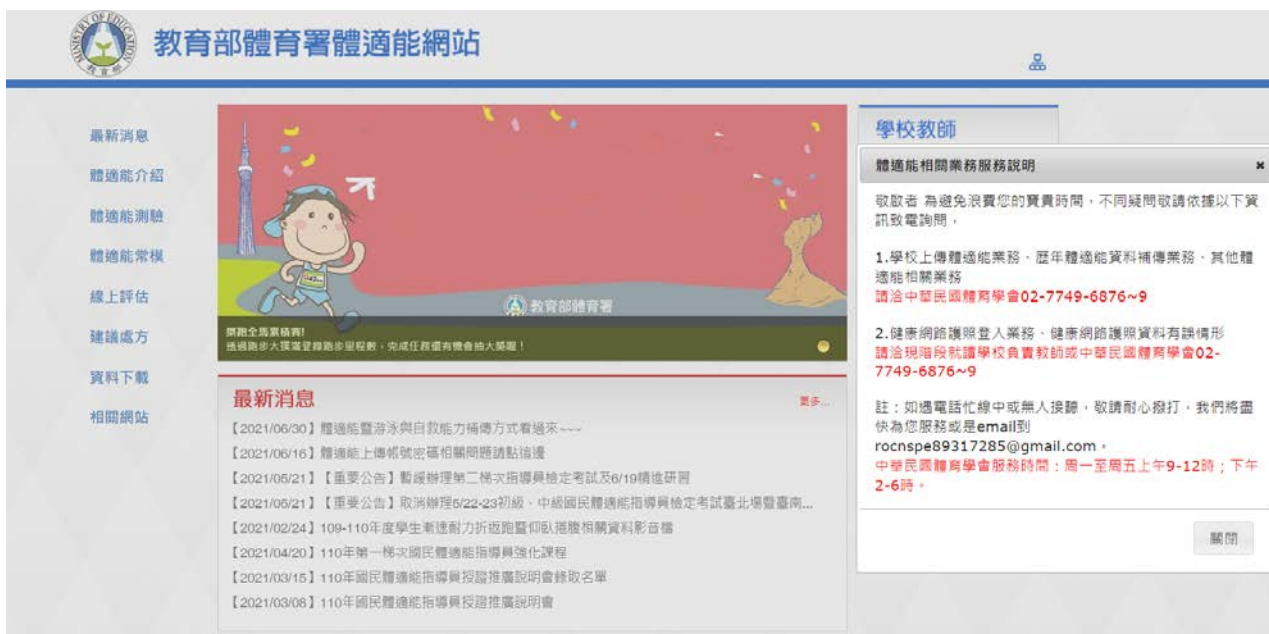 MINISTRY OF EDUCATION
教育部
教育部體育署體適能網站
最新消息
體適能介紹
體適能測驗
體適能常模
線上評估
建議處方
資料下載
相關網站
教育部體育署
樂跑全馬累積賽!
透過跑步大撲滿登錄跑步里程數，完成任務還有機會抽大獎喔！
最新消息
更多...
【2021/06/30】體適能暨游泳與自救能力補傳方式看過來~~~
【2021/06/16】體適能上傳帳號密碼相關問題請點這邊
【2021/05/21】【重要公告】暫緩辦理第二梯次指導員檢定考試及6/19精進研習
【2021/05/21】【重要公告】取消辦理5/22-23初級、中級國民體適能指導員檢定考試臺北場暨臺南...
【2021/02/24】109-110年度學生漸速耐力折返跑暨仰臥捲腹相關資料影音檔
【2021/04/20】110年第一梯次國民體適能指導員強化課程
【2021/03/15】110年國民體適能指導員授證推廣說明會錄取名單
【2021/03/08】110年國民體適能指導員授證推廣說明會
學校教師
體適能相關業務服務說明
敬啟者 為避免浪費您的寶貴時間，不同疑問敬請依據以下資
訊致電詢問，
1.學校上傳體適能業務、歷年體適能資料補傳業務、其他體
適能相關業務
請洽中華民國體育學會02-7749-6876~9
2.健康網路護照登入業務、健康網路護照資料有誤情形
請洽現階段就讀學校負責教師或中華民國體育學會02-
7749-6876~9
註：如遇電話忙線中或無人接聽，敬請耐心撥打，我們將盡
快為您服務或是email到
rocnspe89317285@gmail.com。
中華民國體育學會服務時間：周一至周五上午9-12時；下午
2-6時。
關閉